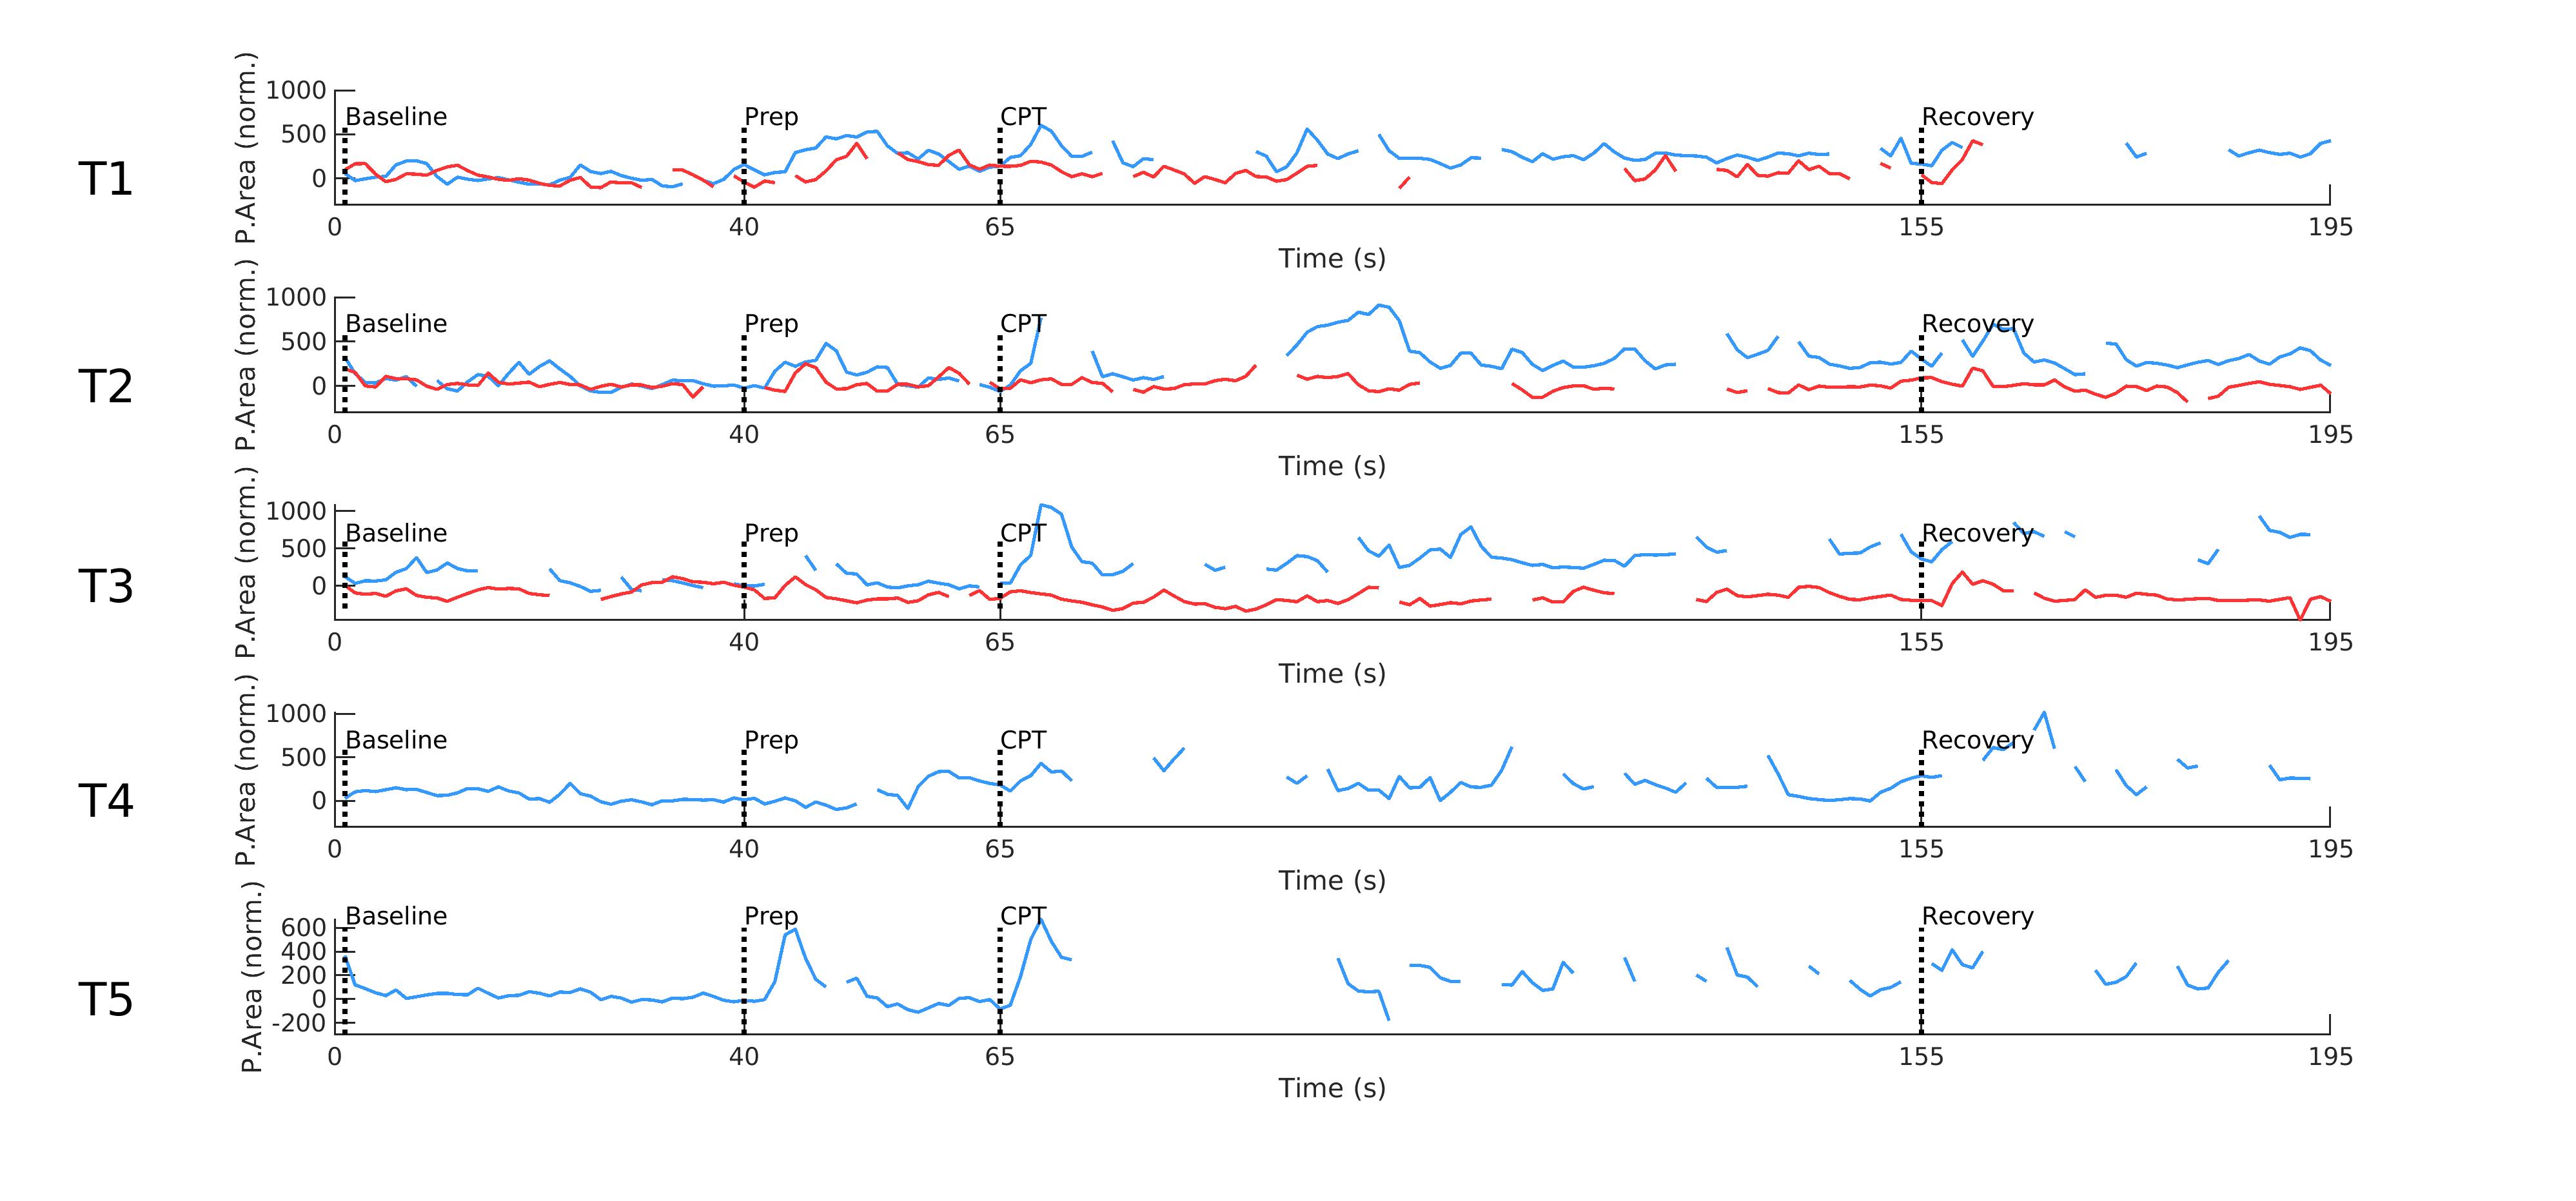 P.Area (norm.)
1000
500
0
Baseline
Prep
CPT
Recovery
T1
0
40
65
155
195
Time (s)
P.Area (norm.)
1000
500
0
Baseline
Prep
CPT
Recovery
T2
0
40
65
155
195
Time (s)
P.Area (norm.)
1000
500
0
Baseline
Prep
CPT
Recovery
T3
0
40
65
155
195
Time (s)
P.Area (norm.)
1000
500
0
Baseline
Prep
CPT
Recovery
T4
0
40
65
155
195
Time (s)
P.Area (norm.)
600
400
200
0
-200
Baseline
Prep
CPT
Recovery
T5
0
40
65
155
195
Time (s)